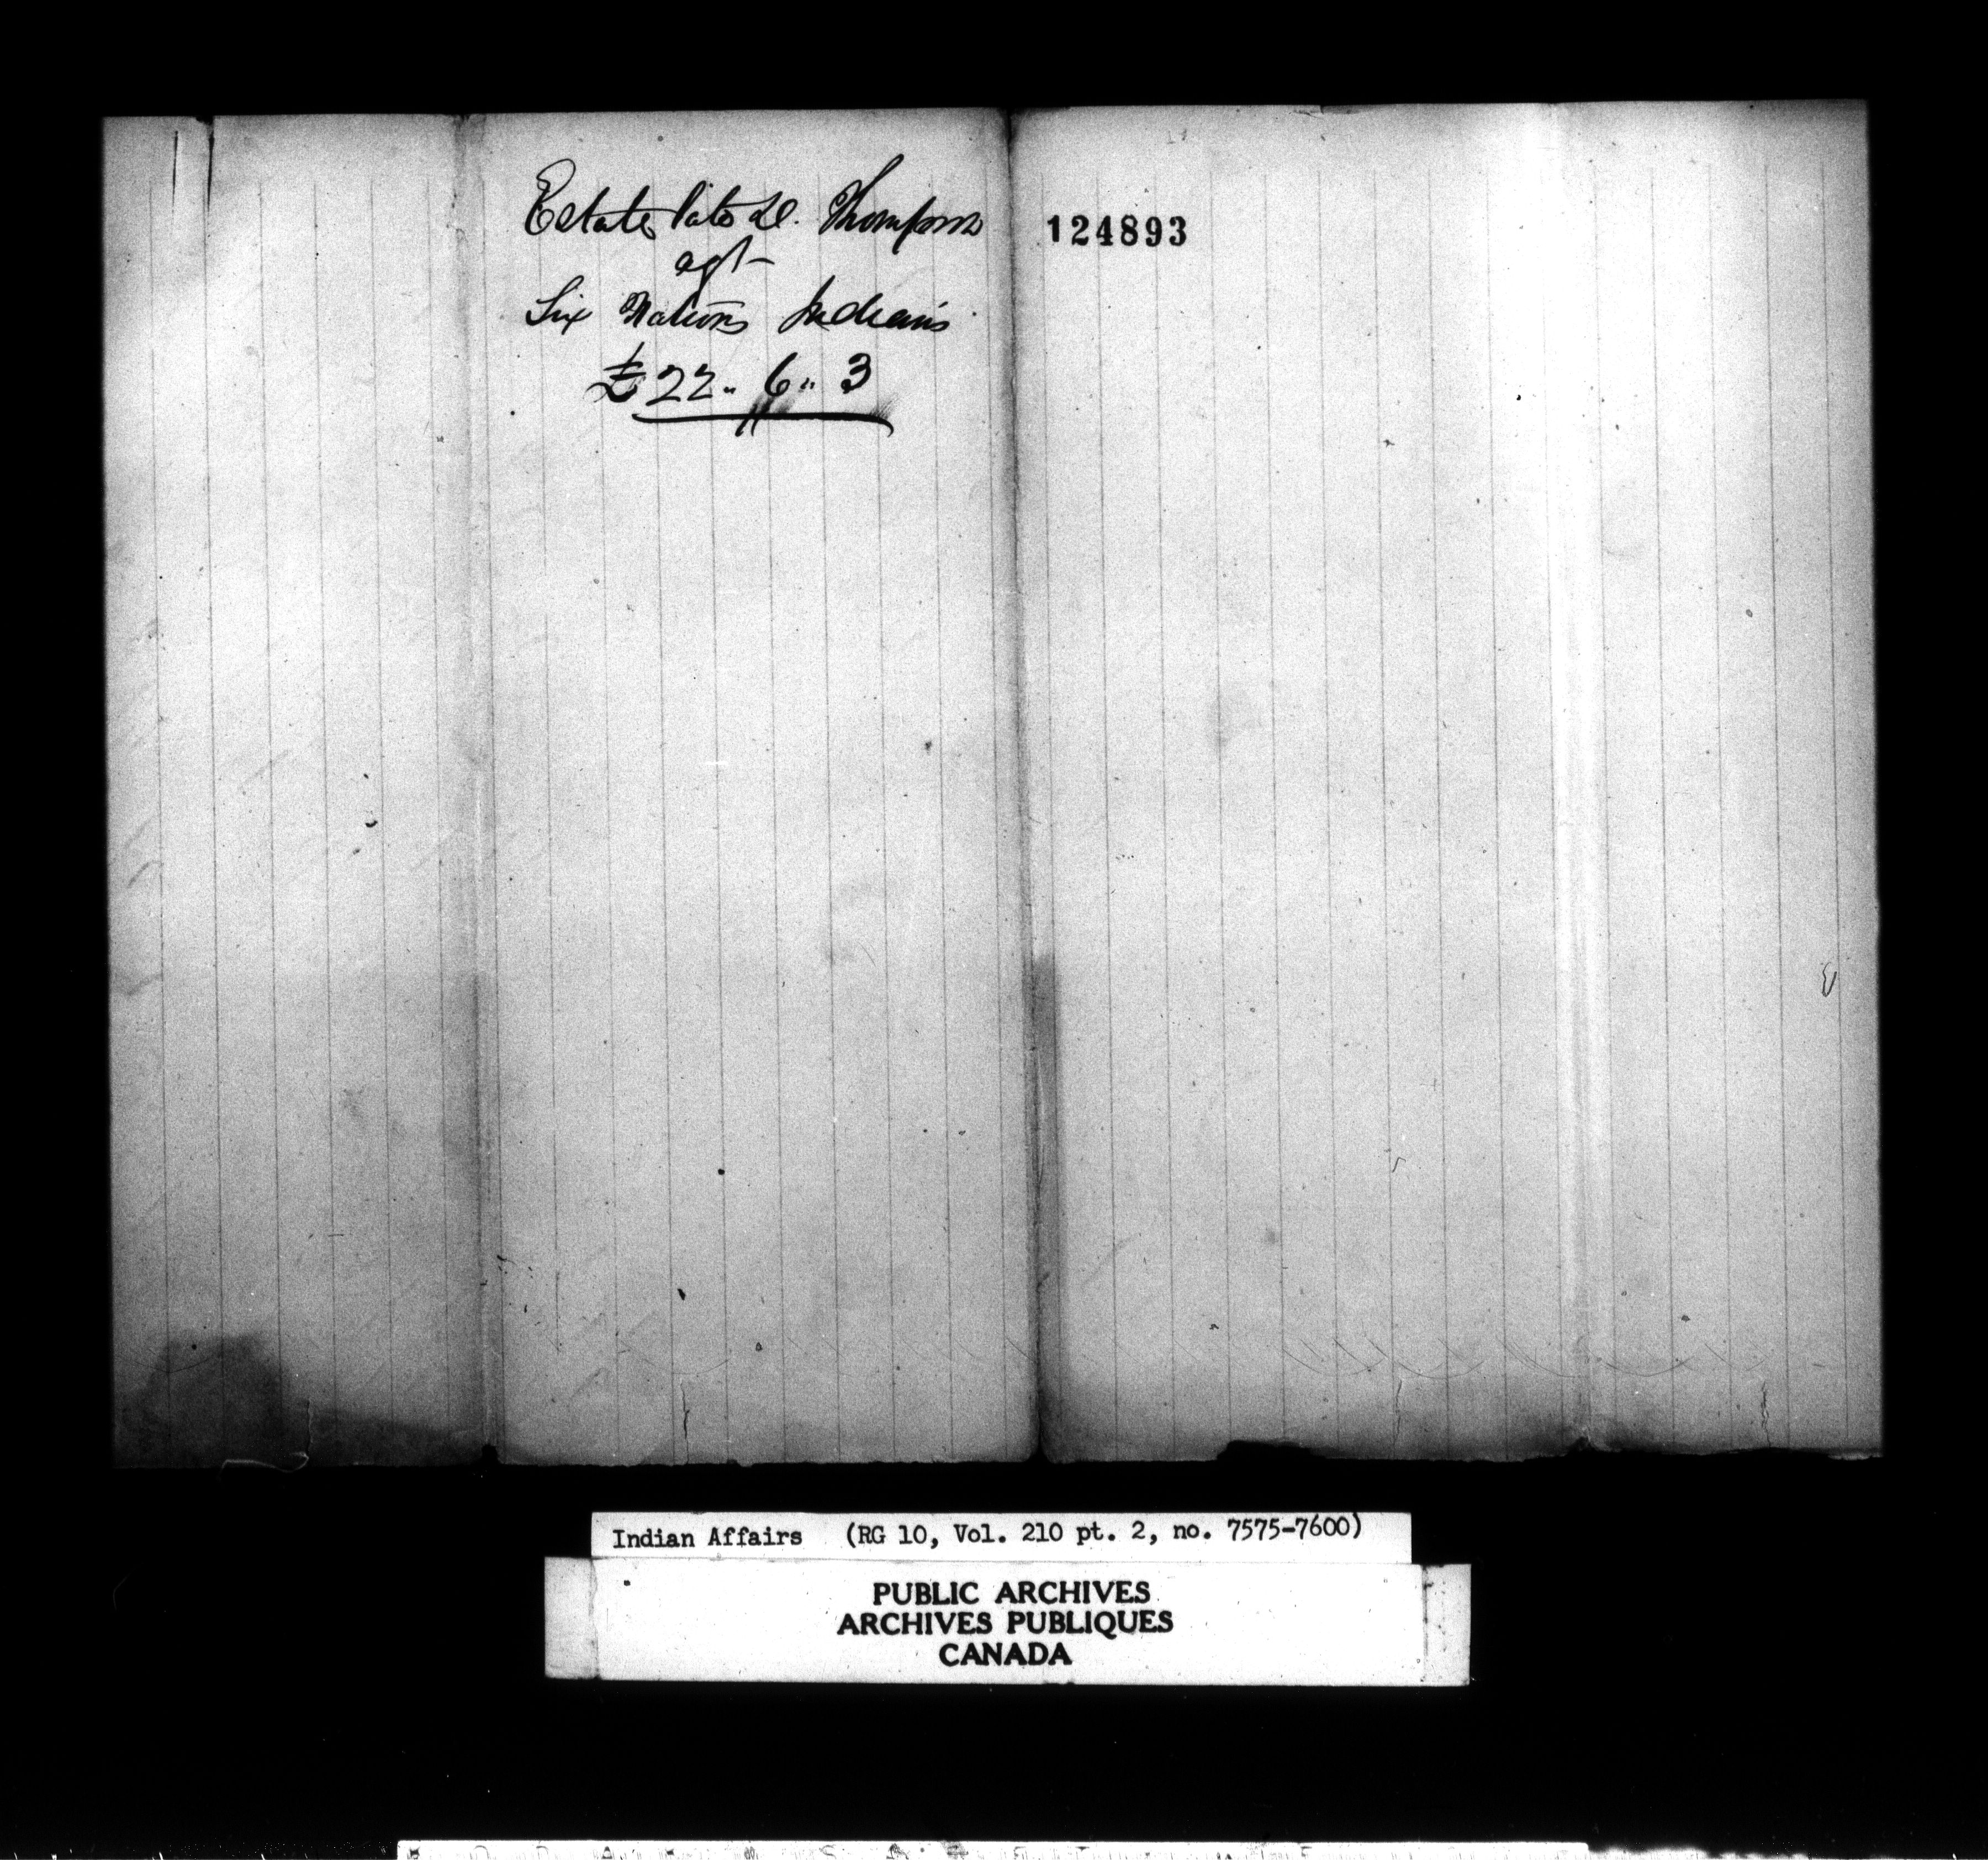 Estate late D. Thompson
agt
Six Nations Indians
£22.. 6.. 3
124893
Indian Affairs (RG 10, Vol. 210 pt. 2, no. 7575-7600)
PUBLIC ARCHIVES
ARCHIVES PUBLIQUES
CANADA